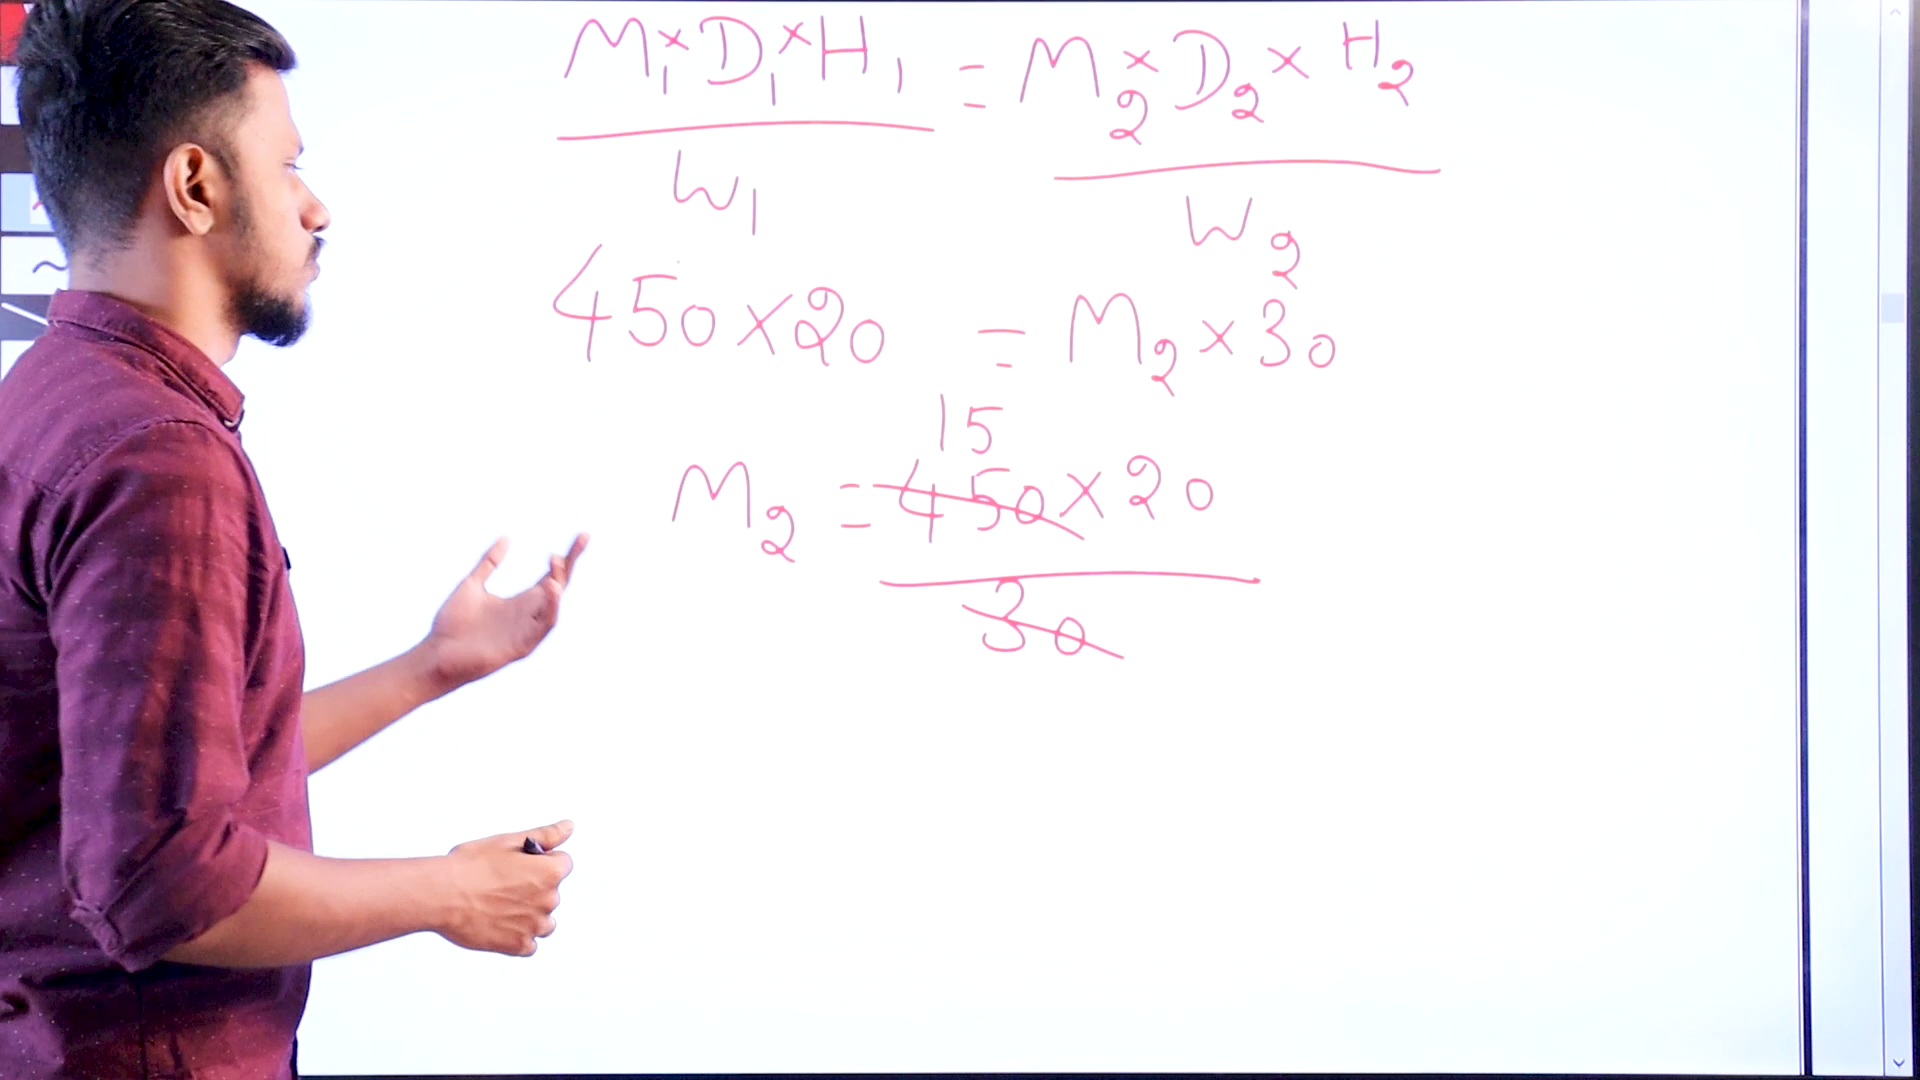 M₁×D₁×H₁ = M₂×D₂×H₂
W₁ W₂
450×20 = M₂×30
15
M₂ = 450×20
30